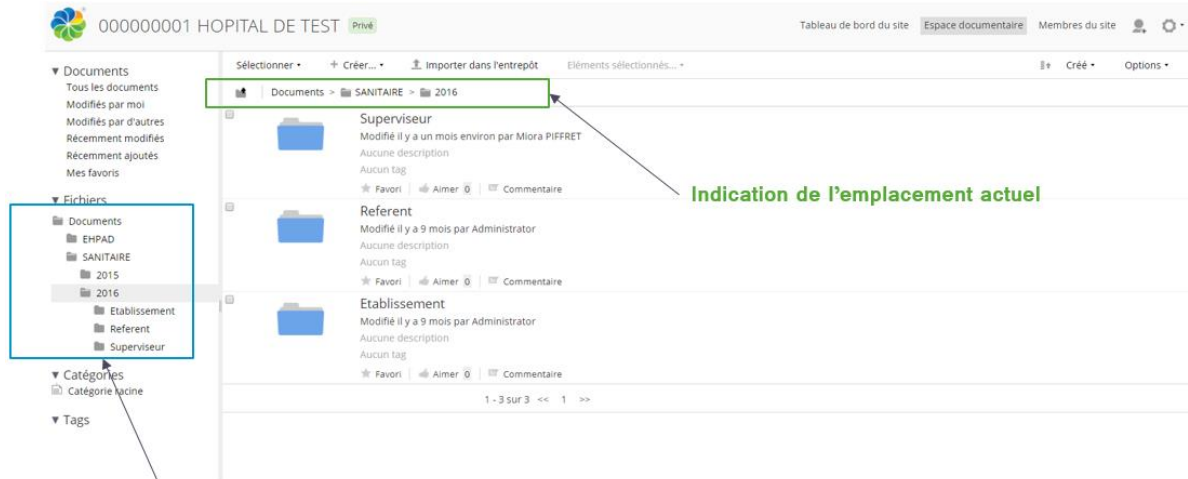 000000001 HOPITAL DE TEST Privé
Tableau de bord du site Espace documentaire Membres du site
▼ Documents
Tous les documents
Modifiés par moi
Modifiés par d'autres
Récemment modifiés
Récemment ajoutés
Mes favoris
▼ Fichiers
Documents
EHPAD
SANITAIRE
2015
2016
Etablissement
Referent
Superviseur
▼ Catégories
Catégorie racine
▼ Tags
Sélectionner + Créer... Importer dans l'entrepôt Eléments sélectionnés... Créé Options
Documents > SANITAIRE > 2016
Superviseur
Modifié il y a un mois environ par Miora PIFFRET
Aucune description
Aucun tag
Favori Aimer 0 Commentaire
Referent
Modifié il y a 9 mois par Administrator
Aucune description
Aucun tag
Favori Aimer 0 Commentaire
Etablissement
Modifié il y a 9 mois par Administrator
Aucune description
Aucun tag
Favori Aimer 0 Commentaire
1 - 3 sur 3 << 1 >>
Indication de l'emplacement actuel